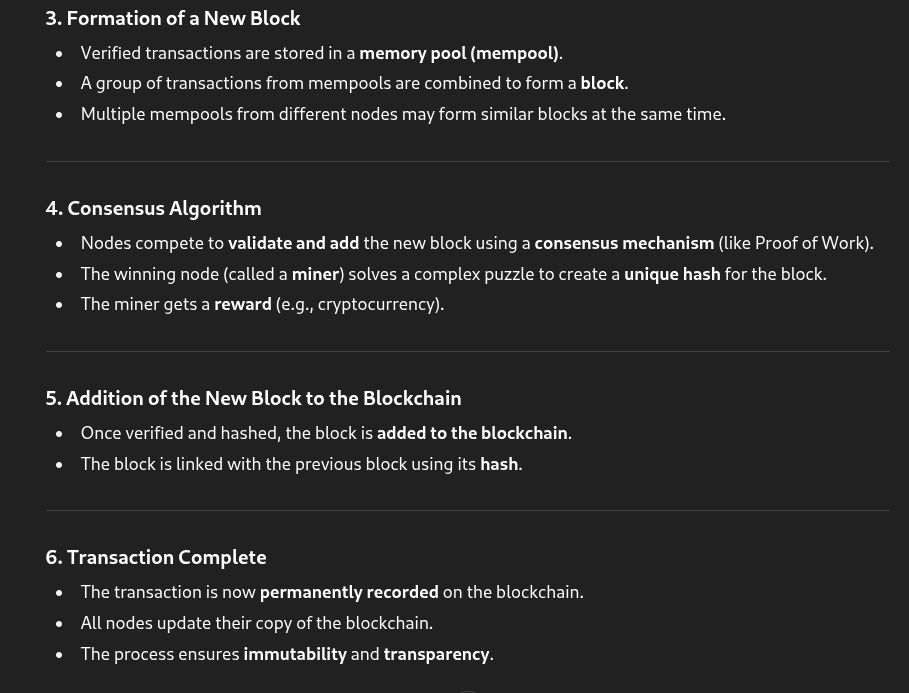 3. Formation of a New Block
• Verified transactions are stored in a memory pool (mempool).
• A group of transactions from mempools are combined to form a block.
• Multiple mempools from different nodes may form similar blocks at the same time.
4. Consensus Algorithm
• Nodes compete to validate and add the new block using a consensus mechanism (like Proof of Work).
• The winning node (called a miner) solves a complex puzzle to create a unique hash for the block.
• The miner gets a reward (e.g., cryptocurrency).
5. Addition of the New Block to the Blockchain
• Once verified and hashed, the block is added to the blockchain.
• The block is linked with the previous block using its hash.
6. Transaction Complete
• The transaction is now permanently recorded on the blockchain.
• All nodes update their copy of the blockchain.
• The process ensures immutability and transparency.